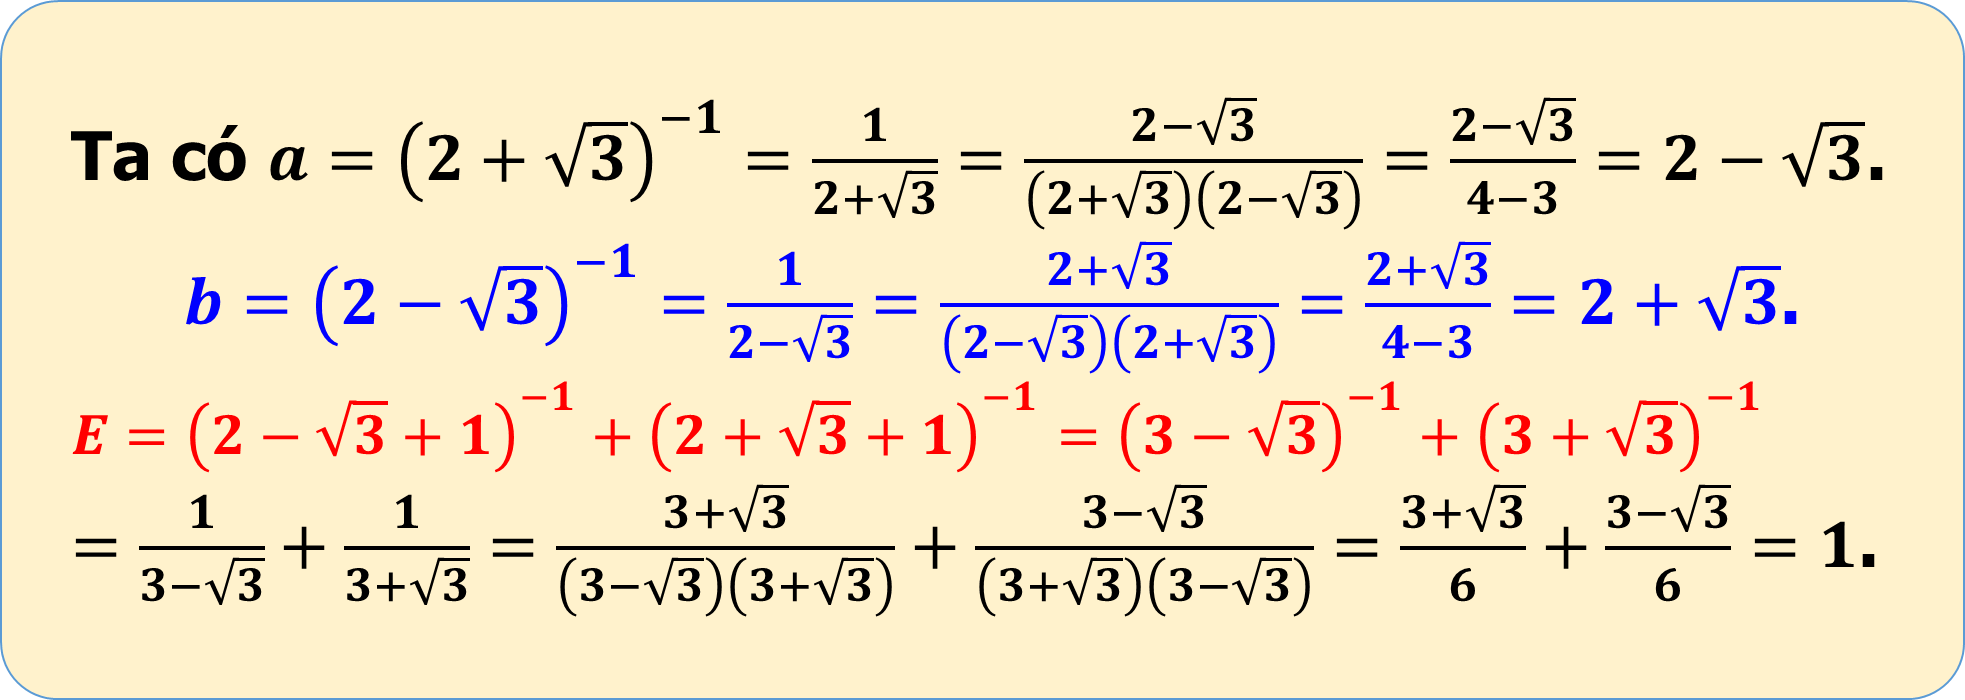 Ta có a = (2 + √3)⁻¹ = 1/(2+√3) = (2−√3)/((2+√3)(2−√3)) = (2−√3)/(4−3) = 2 − √3.
b = (2 − √3)⁻¹ = 1/(2−√3) = (2+√3)/((2−√3)(2+√3)) = (2+√3)/(4−3) = 2 + √3.
E = (2 − √3 + 1)⁻¹ + (2 + √3 + 1)⁻¹ = (3 − √3)⁻¹ + (3 + √3)⁻¹
= 1/(3−√3) + 1/(3+√3) = (3+√3)/((3−√3)(3+√3)) + (3−√3)/((3+√3)(3−√3)) = (3+√3)/6 + (3−√3)/6 = 1.